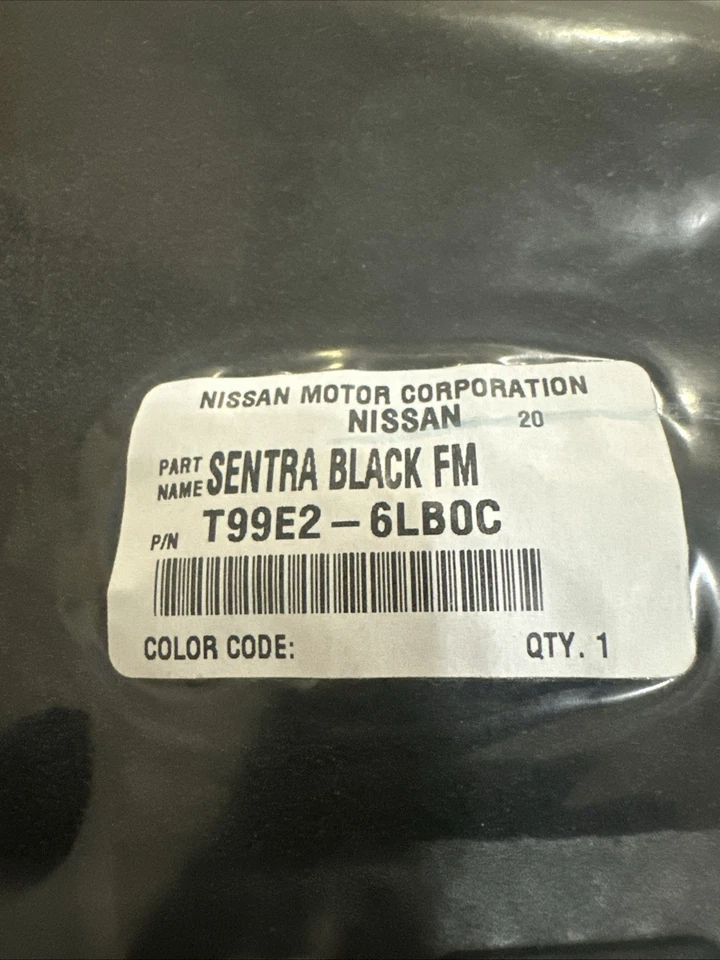 NISSAN MOTOR CORPORATION
NISSAN 20
PART NAME SENTRA BLACK FM
P/N T99E2-6LB0C
COLOR CODE: QTY. 1